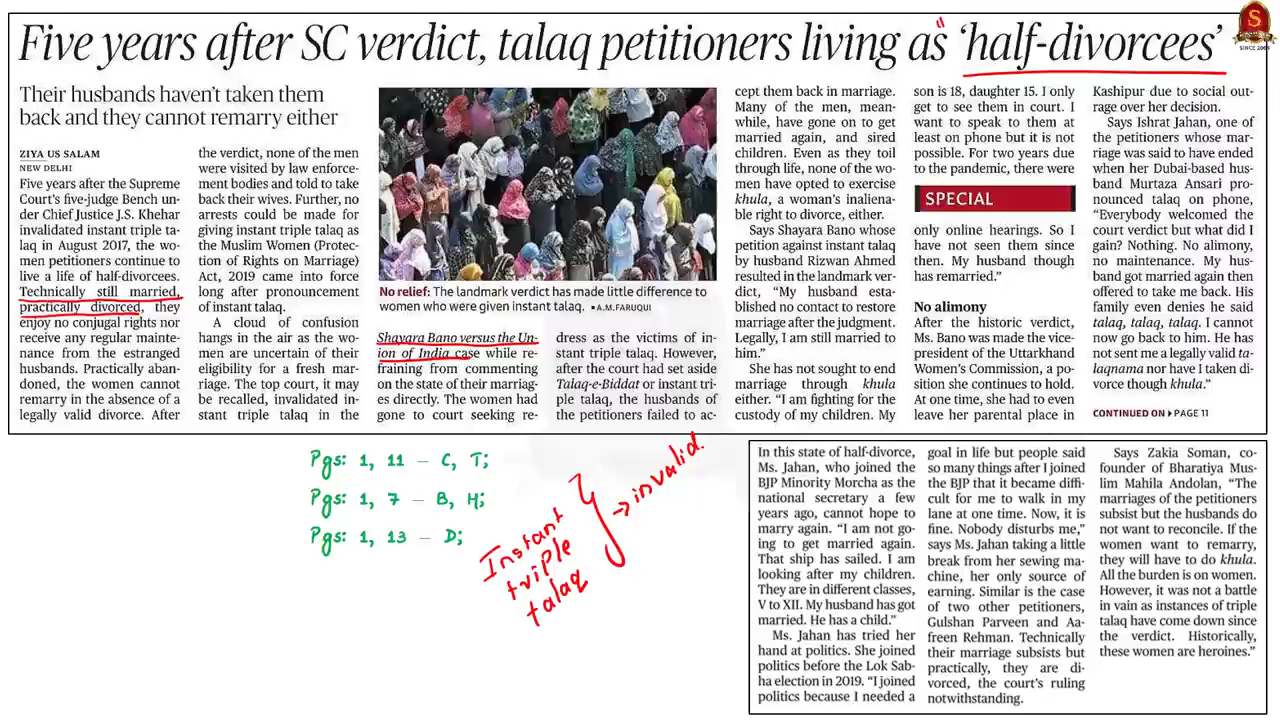 Five years after SC verdict, talaq petitioners living as ‘half-divorcees’
S
SINCE 2004
Their husbands haven’t taken them
back and they cannot remarry either
ZIYA US SALAM
NEW DELHI
Five years after the Supreme
Court’s five-judge Bench un-
der Chief Justice J.S. Khehar
invalidated instant triple ta-
laq in August 2017, the wo-
men petitioners continue to
live a life of half-divorcees.
Technically still married,
practically divorced, they
enjoy no conjugal rights nor
receive any regular mainte-
nance from the estranged
husbands. Practically aban-
doned, the women cannot
remarry in the absence of a
legally valid divorce. After
the verdict, none of the men
were visited by law enforce-
ment bodies and told to take
back their wives. Further, no
arrests could be made for
giving instant triple talaq as
the Muslim Women (Protec-
tion of Rights on Marriage)
Act, 2019 came into force
long after pronouncement
of instant talaq.
A cloud of confusion
hangs in the air as the wo-
men are uncertain of their
eligibility for a fresh mar-
riage. The top court, it may
be recalled, invalidated in-
stant triple talaq in the
No relief: The landmark verdict has made little difference to
women who were given instant talaq. • A.M. FARUQUI
Shayara Bano versus the Un-
ion of India case while re-
fraining from commenting
on the state of their marriag-
es directly. The women had
gone to court seeking re-
dress as the victims of in-
stant triple talaq. However,
after the court had set aside
Talaq-e-Biddat or instant tri-
ple talaq, the husbands of
the petitioners failed to ac-
cept them back in marriage.
Many of the men, mean-
while, have gone on to get
married again, and sired
children. Even as they toil
through life, none of the wo-
men have opted to exercise
khula, a woman’s inaliena-
ble right to divorce, either.
Says Shayara Bano whose
petition against instant talaq
by husband Rizwan Ahmed
resulted in the landmark ver-
dict, “My husband esta-
blished no contact to restore
marriage after the judgment.
Legally, I am still married to
him.”
She has not sought to end
marriage through khula
either. “I am fighting for the
custody of my children. My
son is 18, daughter 15. I only
get to see them in court. I
want to speak to them at
least on phone but it is not
possible. For two years due
to the pandemic, there were
SPECIAL
only online hearings. So I
have not seen them since
then. My husband though
has remarried.”
No alimony
After the historic verdict,
Ms. Bano was made the vice-
president of the Uttarakhand
Women’s Commission, a po-
sition she continues to hold.
At one time, she had to even
leave her parental place in
Kashipur due to social out-
rage over her decision.
Says Ishrat Jahan, one of
the petitioners whose mar-
riage was said to have ended
when her Dubai-based hus-
band Murtaza Ansari pro-
nounced talaq on phone,
“Everybody welcomed the
court verdict but what did I
gain? Nothing. No alimony,
no maintenance. My hus-
band got married again then
offered to take me back. His
family even denies he said
talaq, talaq, talaq. I cannot
now go back to him. He has
not sent me a legally valid ta-
laqnama nor have I taken di-
vorce though khula.”
CONTINUED ON ▸ PAGE 11
Pgs: 1, 11 – C, T;
Pgs: 1, 7 – B, H;
Pgs: 1, 13 – D;
Instant
triple
talaq
→ invalid.
In this state of half-divorce,
Ms. Jahan, who joined the
BJP Minority Morcha as the
national secretary a few
years ago, cannot hope to
marry again. “I am not go-
ing to get married again.
That ship has sailed. I am
looking after my children.
They are in different classes,
V to XII. My husband has got
married. He has a child.”
Ms. Jahan has tried her
hand at politics. She joined
politics before the Lok Sab-
ha election in 2019. “I joined
politics because I needed a
goal in life but people said
so many things after I joined
the BJP that it became diffi-
cult for me to walk in my
lane at one time. Now, it is
fine. Nobody disturbs me,”
says Ms. Jahan taking a little
break from her sewing ma-
chine, her only source of
earning. Similar is the case
of two other petitioners,
Gulshan Parveen and Aa-
freen Rehman. Technically
their marriage subsists but
practically, they are di-
vorced, the court’s ruling
notwithstanding.
Says Zakia Soman, co-
founder of Bharatiya Mus-
lim Mahila Andolan, “The
marriages of the petitioners
subsist but the husbands do
not want to reconcile. If the
women want to remarry,
they will have to do khula.
All the burden is on women.
However, it was not a battle
in vain as instances of triple
talaq have come down since
the verdict. Historically,
these women are heroines.”